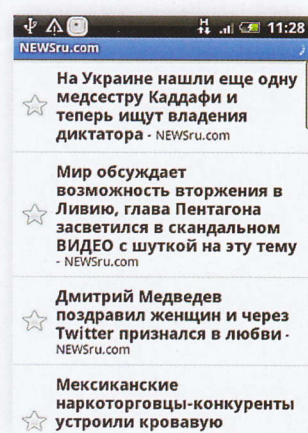 H 11:28
NEWSru.com
На Украине нашли еще одну
медсестру Каддафи и
теперь ищут владения
диктатора - NEWSru.com
Мир обсуждает
возможность вторжения в
Ливию, глава Пентагона
засветился в скандальном
ВИДЕО с шуткой на эту тему
- NEWSru.com
Дмитрий Медведев
поздравил женщин и через
Twitter признался в любви -
NEWSru.com
Мексиканские
наркоторговцы-конкуренты
устроили кровавую